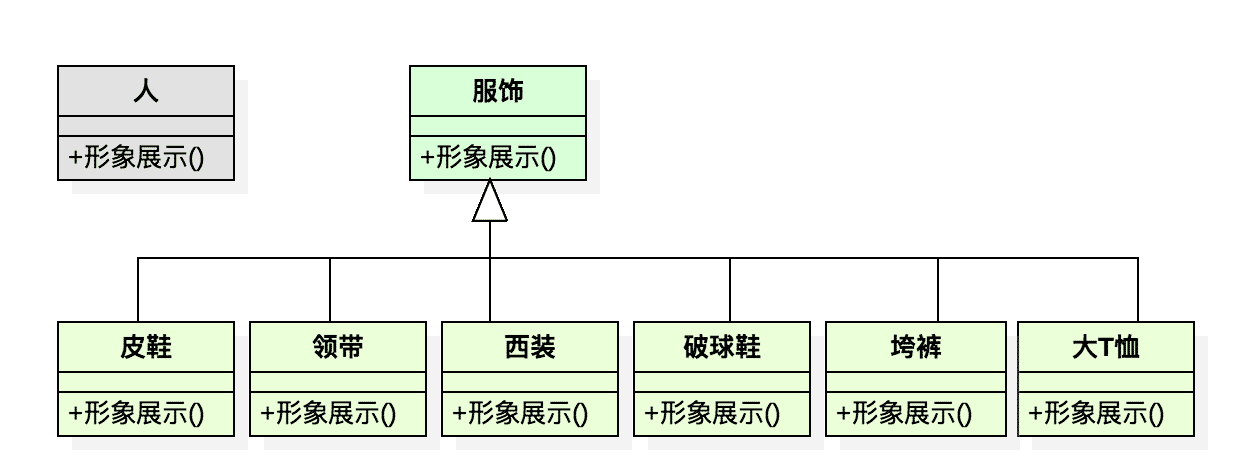 人
+形象展示()
服饰
+形象展示()
皮鞋
+形象展示()
领带
+形象展示()
西装
+形象展示()
破球鞋
+形象展示()
垮裤
+形象展示()
大T恤
+形象展示()